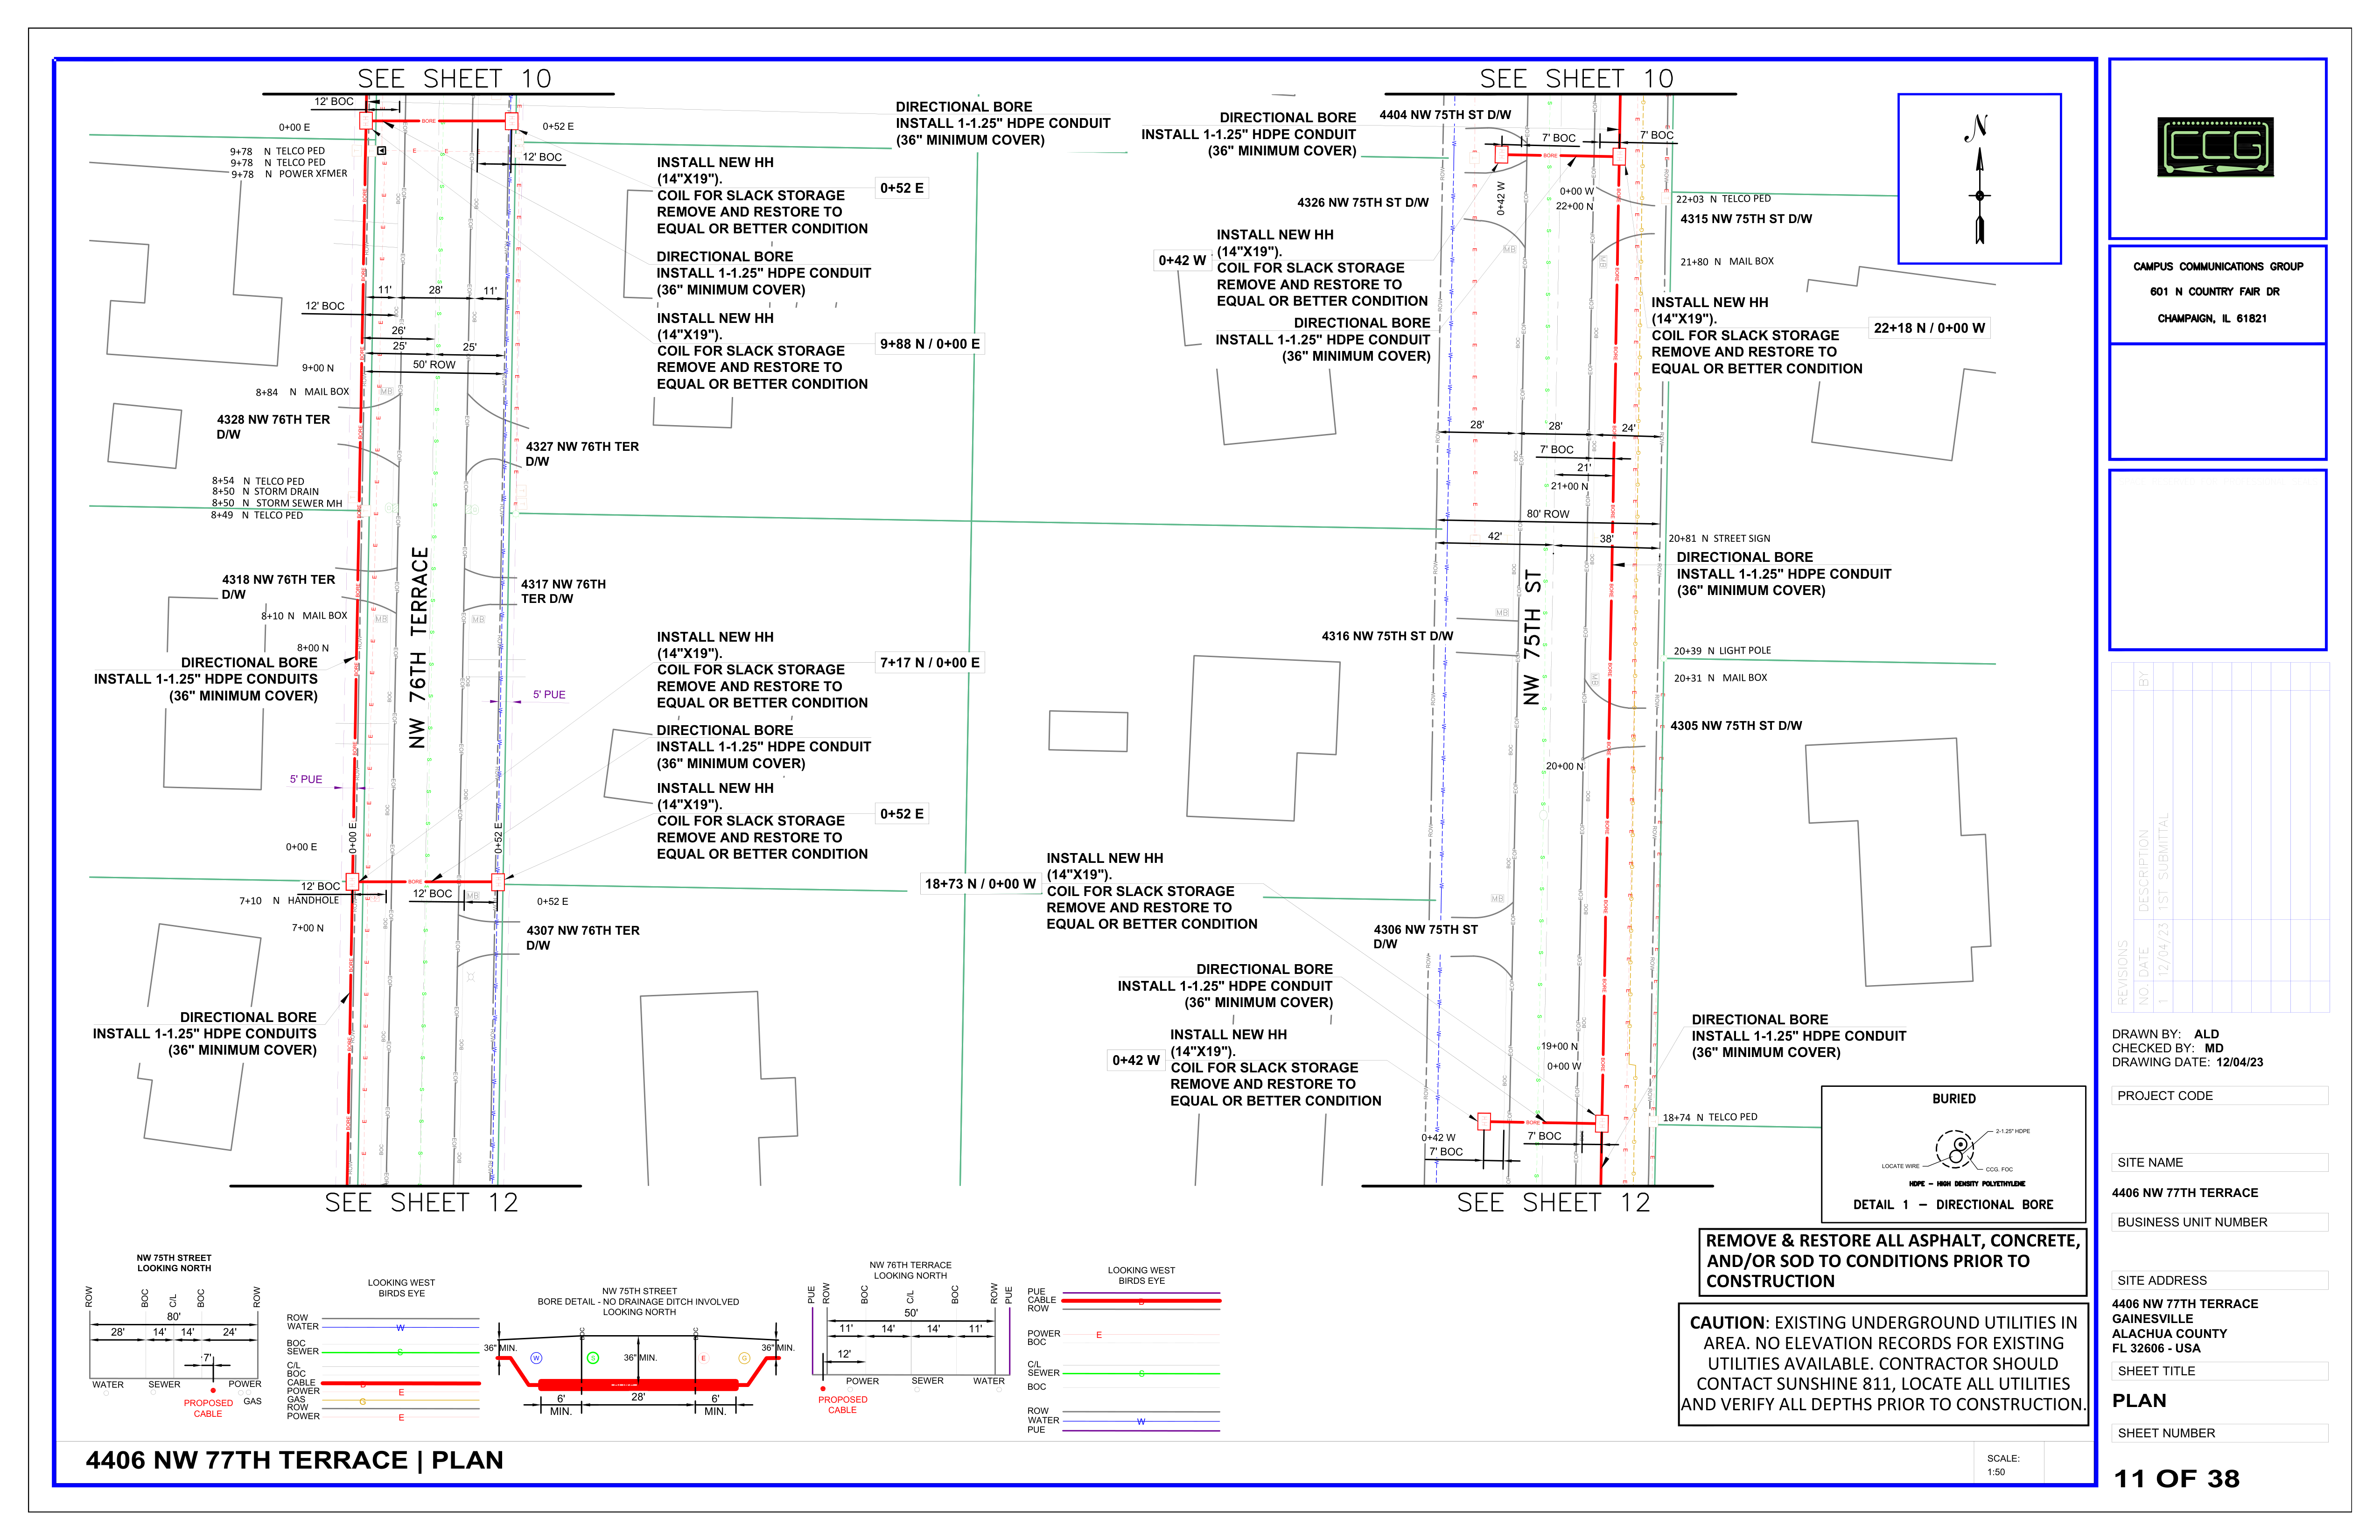 SEE SHEET 10
12' BOC
0+00 E
0+52 E
12' BOC
9+78 N TELCO PED
9+78 N TELCO PED
9+78 N POWER XFMER
DIRECTIONAL BORE
INSTALL 1-1.25" HDPE CONDUIT
(36" MINIMUM COVER)
INSTALL NEW HH
(14"X19").
COIL FOR SLACK STORAGE
REMOVE AND RESTORE TO
EQUAL OR BETTER CONDITION
0+52 E
DIRECTIONAL BORE
INSTALL 1-1.25" HDPE CONDUIT
(36" MINIMUM COVER)
INSTALL NEW HH
(14"X19").
COIL FOR SLACK STORAGE
REMOVE AND RESTORE TO
EQUAL OR BETTER CONDITION
9+88 N / 0+00 E
11' 28' 11'
12' BOC
26'
25' 25'
50' ROW
9+00 N
8+84 N MAIL BOX
MB
4328 NW 76TH TER
D/W
4327 NW 76TH TER
D/W
8+54 N TELCO PED
8+50 N STORM DRAIN
8+50 N STORM SEWER MH
8+49 N TELCO PED
NW 76TH TERRACE
4318 NW 76TH TER
D/W
4317 NW 76TH
TER D/W
8+10 N MAIL BOX
MB
MB
8+00 N
DIRECTIONAL BORE
INSTALL 1-1.25" HDPE CONDUITS
(36" MINIMUM COVER)
5' PUE
5' PUE
INSTALL NEW HH
(14"X19").
COIL FOR SLACK STORAGE
REMOVE AND RESTORE TO
EQUAL OR BETTER CONDITION
7+17 N / 0+00 E
DIRECTIONAL BORE
INSTALL 1-1.25" HDPE CONDUIT
(36" MINIMUM COVER)
INSTALL NEW HH
(14"X19").
COIL FOR SLACK STORAGE
REMOVE AND RESTORE TO
EQUAL OR BETTER CONDITION
0+52 E
0+00 E
0+00 E
0+52 E
BORE
12' BOC
12' BOC
MB
7+10 N HANDHOLE
0+52 E
7+00 N
4307 NW 76TH TER
D/W
DIRECTIONAL BORE
INSTALL 1-1.25" HDPE CONDUITS
(36" MINIMUM COVER)
SEE SHEET 12
SEE SHEET 10
DIRECTIONAL BORE
INSTALL 1-1.25" HDPE CONDUIT
(36" MINIMUM COVER)
4404 NW 75TH ST D/W
7' BOC
7' BOC
BORE
0+42 W
0+00 W
22+00 N
22+03 N TELCO PED
4315 NW 75TH ST D/W
4326 NW 75TH ST D/W
INSTALL NEW HH
(14"X19").
COIL FOR SLACK STORAGE
REMOVE AND RESTORE TO
EQUAL OR BETTER CONDITION
0+42 W
MB
MB
21+80 N MAIL BOX
DIRECTIONAL BORE
INSTALL 1-1.25" HDPE CONDUIT
(36" MINIMUM COVER)
INSTALL NEW HH
(14"X19").
COIL FOR SLACK STORAGE
REMOVE AND RESTORE TO
EQUAL OR BETTER CONDITION
22+18 N / 0+00 W
28' 28' 24'
7' BOC
21'
21+00 N
80' ROW
42' 38'
20+81 N STREET SIGN
DIRECTIONAL BORE
INSTALL 1-1.25" HDPE CONDUIT
(36" MINIMUM COVER)
NW 75TH ST
MB
4316 NW 75TH ST D/W
20+39 N LIGHT POLE
20+31 N MAIL BOX
MB
4305 NW 75TH ST D/W
20+00 N
INSTALL NEW HH
(14"X19").
COIL FOR SLACK STORAGE
REMOVE AND RESTORE TO
EQUAL OR BETTER CONDITION
18+73 N / 0+00 W
MB
4306 NW 75TH ST
D/W
DIRECTIONAL BORE
INSTALL 1-1.25" HDPE CONDUIT
(36" MINIMUM COVER)
INSTALL NEW HH
(14"X19").
COIL FOR SLACK STORAGE
REMOVE AND RESTORE TO
EQUAL OR BETTER CONDITION
0+42 W
19+00 N
0+00 W
DIRECTIONAL BORE
INSTALL 1-1.25" HDPE CONDUIT
(36" MINIMUM COVER)
18+74 N TELCO PED
BORE
0+42 W
7' BOC
7' BOC
SEE SHEET 12
N
BURIED
2-1.25" HDPE
LOCATE WIRE
CCG. FOC
HDPE – HIGH DENSITY POLYETHYLENE
DETAIL 1 – DIRECTIONAL BORE
REMOVE & RESTORE ALL ASPHALT, CONCRETE,
AND/OR SOD TO CONDITIONS PRIOR TO
CONSTRUCTION
CAUTION: EXISTING UNDERGROUND UTILITIES IN
AREA. NO ELEVATION RECORDS FOR EXISTING
UTILITIES AVAILABLE. CONTRACTOR SHOULD
CONTACT SUNSHINE 811, LOCATE ALL UTILITIES
AND VERIFY ALL DEPTHS PRIOR TO CONSTRUCTION.
NW 75TH STREET
LOOKING NORTH
ROW BOC C/L BOC ROW
80'
28' 14' 14' 24'
7'
WATER SEWER POWER
GAS
PROPOSED
CABLE
LOOKING WEST
BIRDS EYE
ROW
WATER W
BOC
SEWER S
C/L
BOC
CABLE
POWER E
GAS G
ROW
POWER E
NW 75TH STREET
BORE DETAIL - NO DRAINAGE DITCH INVOLVED
LOOKING NORTH
BOC BOC
36" MIN. 36" MIN. 36" MIN.
W S E G
6' 28' 6'
MIN. MIN.
NW 76TH TERRACE
LOOKING NORTH
PUE ROW BOC C/L BOC ROW PUE
50'
11' 14' 14' 11'
12'
POWER SEWER WATER
PROPOSED
CABLE
LOOKING WEST
BIRDS EYE
PUE
CABLE
ROW
POWER E
BOC
C/L
SEWER S
BOC
ROW
WATER W
PUE
4406 NW 77TH TERRACE | PLAN
SCALE:
1:50
CCG
CAMPUS COMMUNICATIONS GROUP
601 N COUNTRY FAIR DR
CHAMPAIGN, IL 61821
REVISIONS
NO. DATE DESCRIPTION BY
1 12/04/23 1ST SUBMITTAL
DRAWN BY: ALD
CHECKED BY: MD
DRAWING DATE: 12/04/23
PROJECT CODE
SITE NAME
4406 NW 77TH TERRACE
BUSINESS UNIT NUMBER
SITE ADDRESS
4406 NW 77TH TERRACE
GAINESVILLE
ALACHUA COUNTY
FL 32606 - USA
SHEET TITLE
PLAN
SHEET NUMBER
11 OF 38